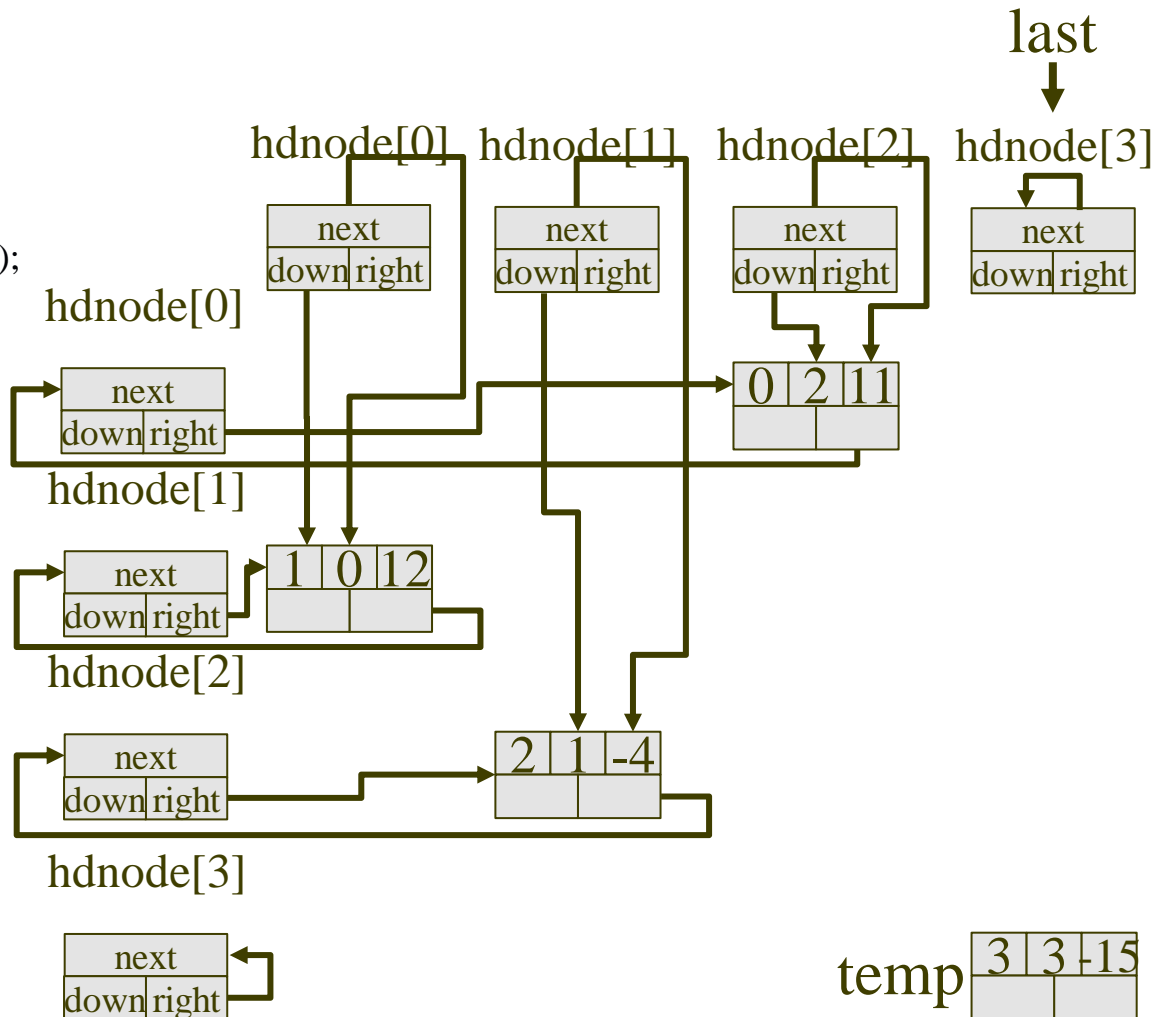 last
hdnode[0] hdnode[1] hdnode[2] hdnode[3]
next next next next
down right down right down right down right
);
hdnode[0]
next
down right
0 2 11
hdnode[1]
next
down right
1 0 12
hdnode[2]
next
down right
2 1 -4
hdnode[3]
next
down right
temp 3 3 -15